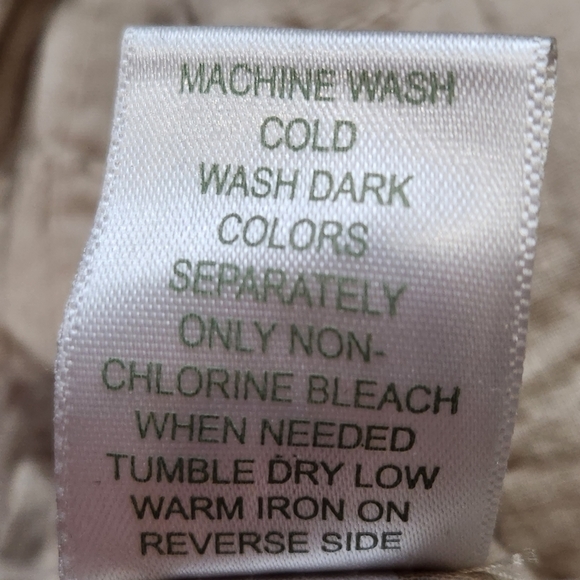 MACHINE WASH
COLD
WASH DARK
COLORS
SEPARATELY
ONLY NON-
CHLORINE BLEACH
WHEN NEEDED
TUMBLE DRY LOW
WARM IRON ON
REVERSE SIDE